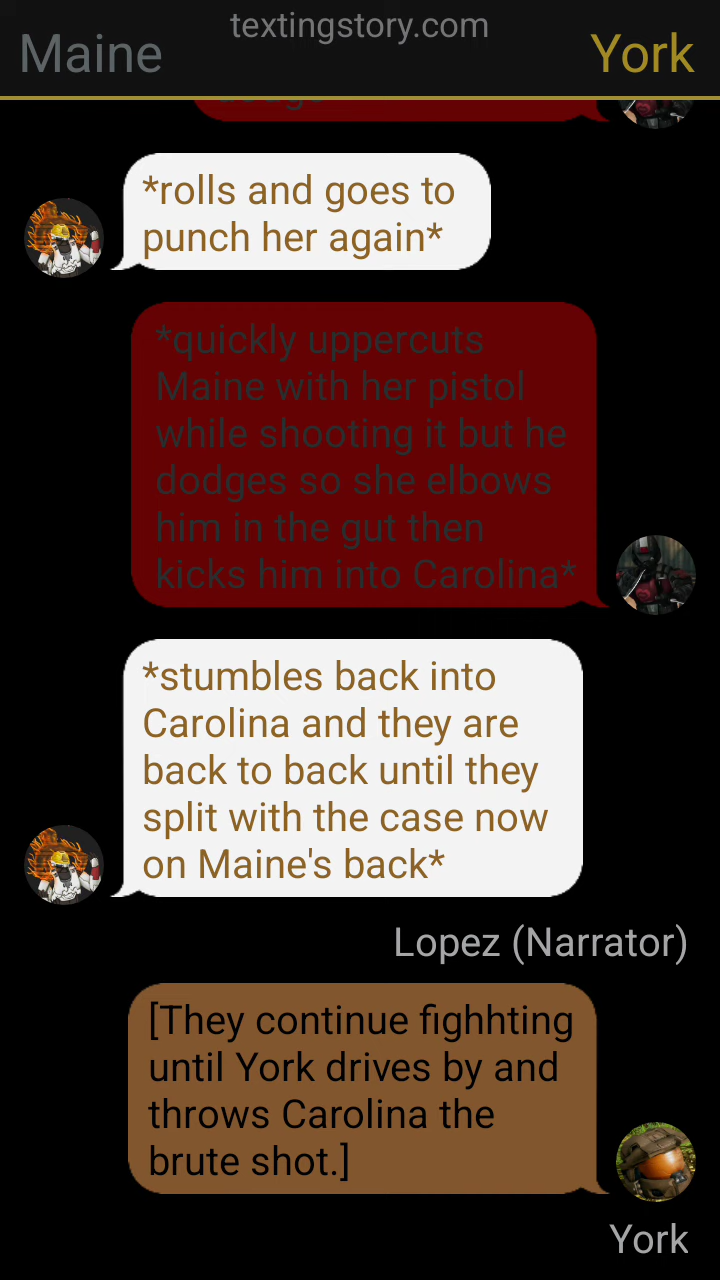 textingstory.com
Maine
York
*rolls and goes to
punch her again*
*quickly uppercuts
Maine with her pistol
while shooting it but he
dodges so she elbows
him in the gut then
kicks him into Carolina*
*stumbles back into
Carolina and they are
back to back until they
split with the case now
on Maine's back*
Lopez (Narrator)
[They continue fighhting
until York drives by and
throws Carolina the
brute shot.]
York